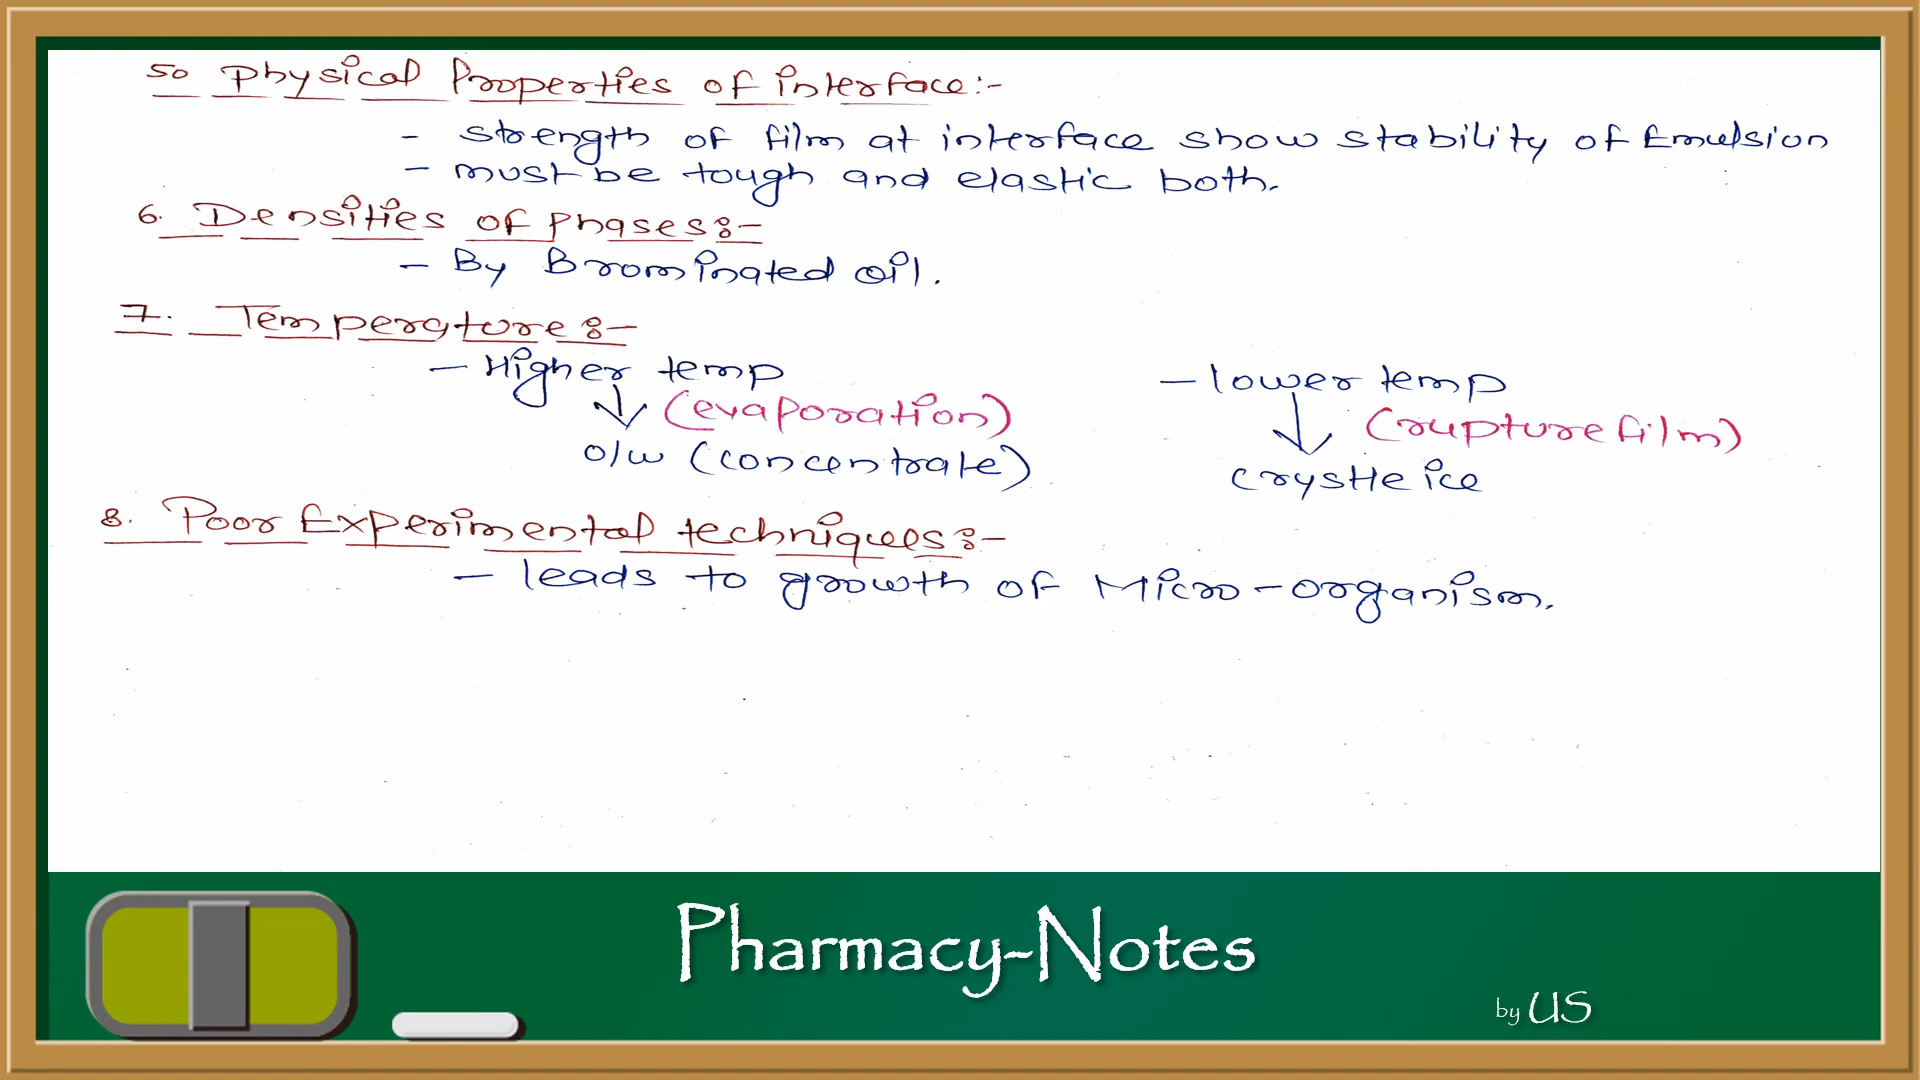 5o Physical Properties of interface:-
- strength of film at interface show stability of Emulsion
- must be tough and elastic both.
6. Densities of phases:-
- By Brominated oil.
7. Temperature:-
- Higher temp - lower temp
(evaporation) (rupture film)
o/w (concentrate) crystle ice
8. Poor Experimental techniques:-
- leads to growth of Micro-organism.
Pharmacy-Notes
by US